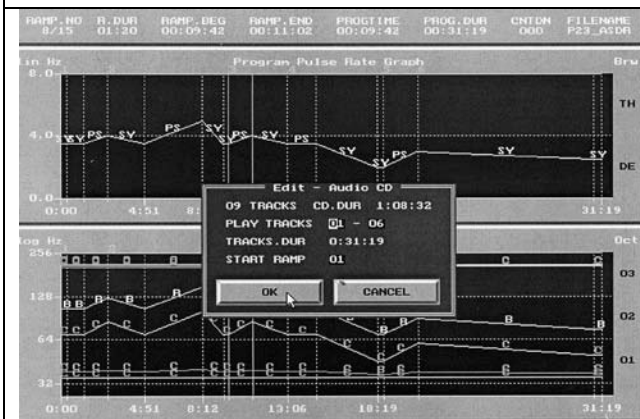 RAMP.NO R.DUR RAMP.BEG RAMP.END PROGTIME PROG.DUR CNTDN FILENAME
8/15 01:20 00:09:42 00:11:02 00:09:42 00:31:19 000 P23_ASDR
Lin Hz Program Pulse Rate Graph Brw
8.0
TH
4.0 SY PS SY PS SY PS SY PS SY PS SY SY
DE
0.0
0:00 4:51 31:19
Edit - Audio CD
09 TRACKS CD.DUR 1:08:32
PLAY TRACKS 01 - 06
TRACKS.DUR 0:31:19
START RAMP 01
OK CANCEL
log Hz Oct
256
03
128
B B B B B B B B
02
64
C C C C C C C C
01
32
0:00 4:51 8:12 13:06 18:19 31:19